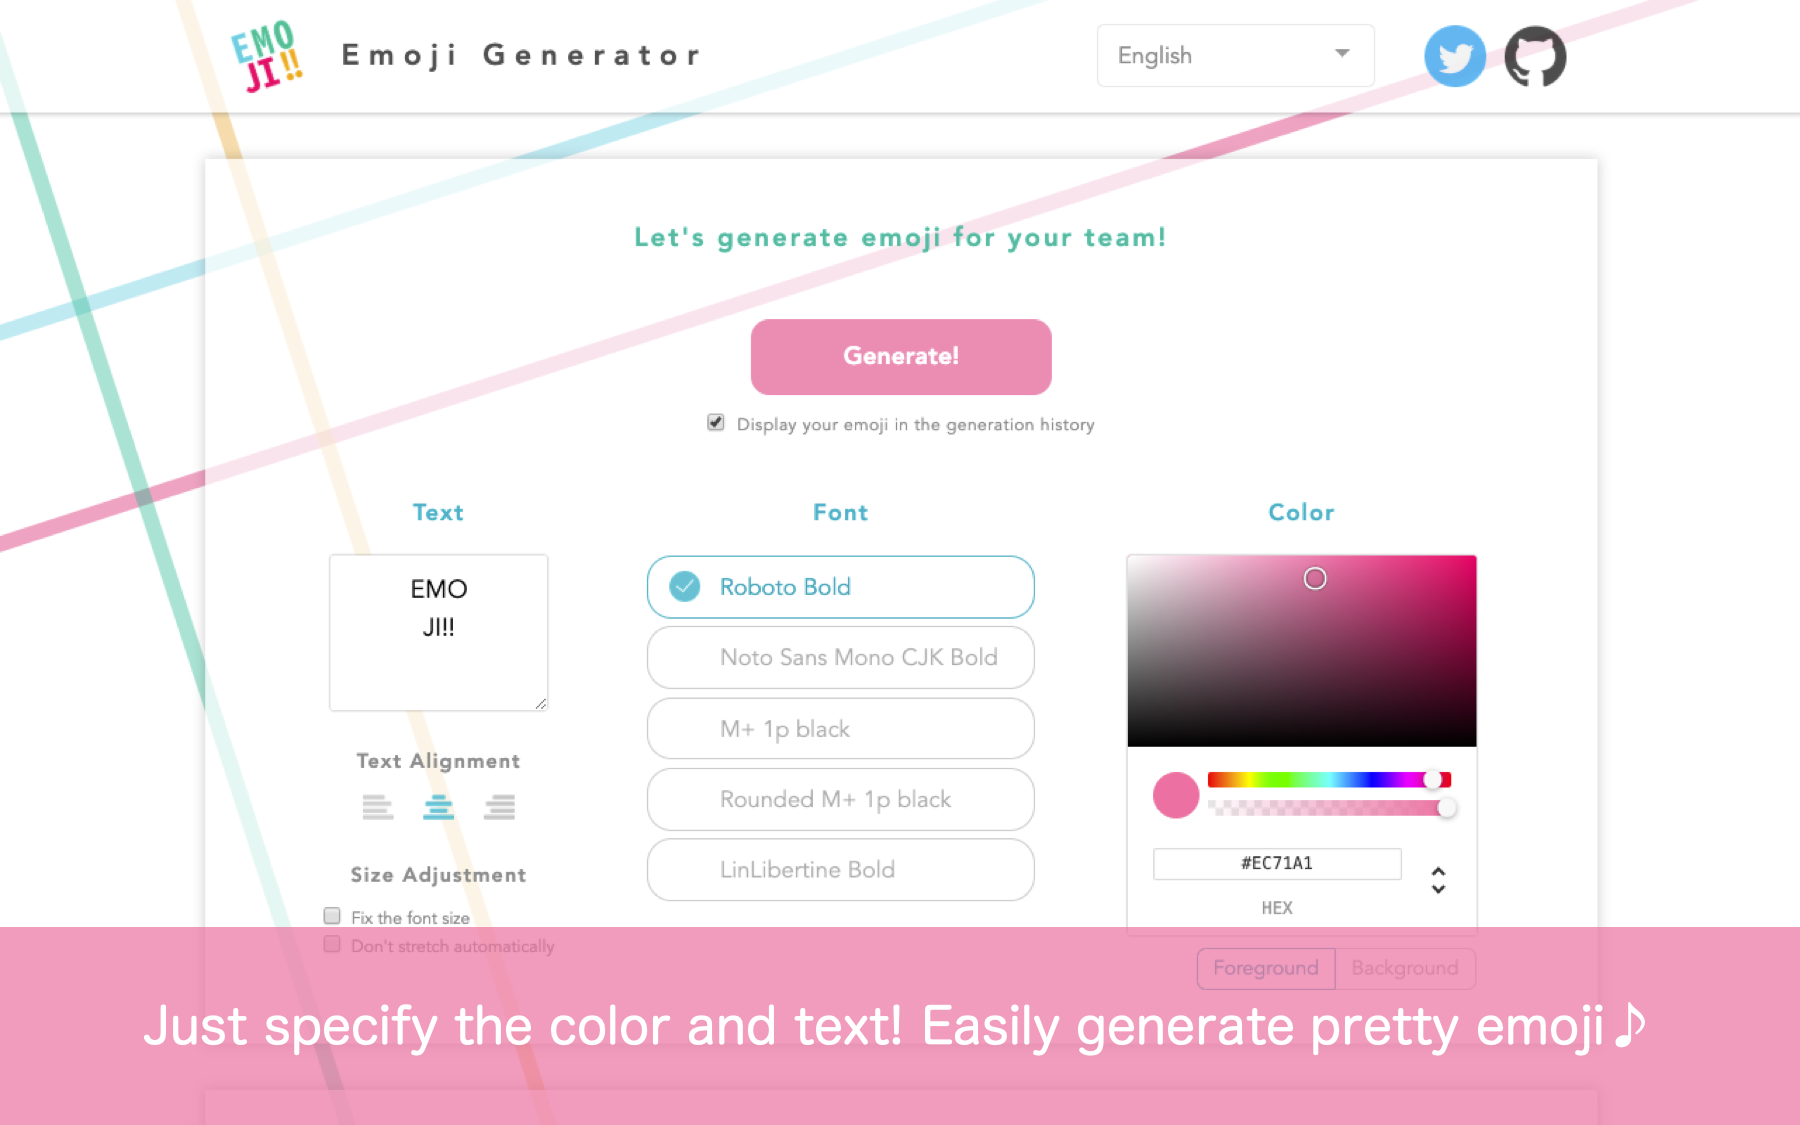 EMO
JI!!
Emoji Generator
English
Let's generate emoji for your team!
Generate!
Display your emoji in the generation history
Text
EMO
JI!!
Text Alignment
Size Adjustment
Fix the font size
Don't stretch automatically
Font
Roboto Bold
Noto Sans Mono CJK Bold
M+ 1p black
Rounded M+ 1p black
LinLibertine Bold
Color
#EC71A1
HEX
Foreground
Background
Just specify the color and text! Easily generate pretty emoji♪